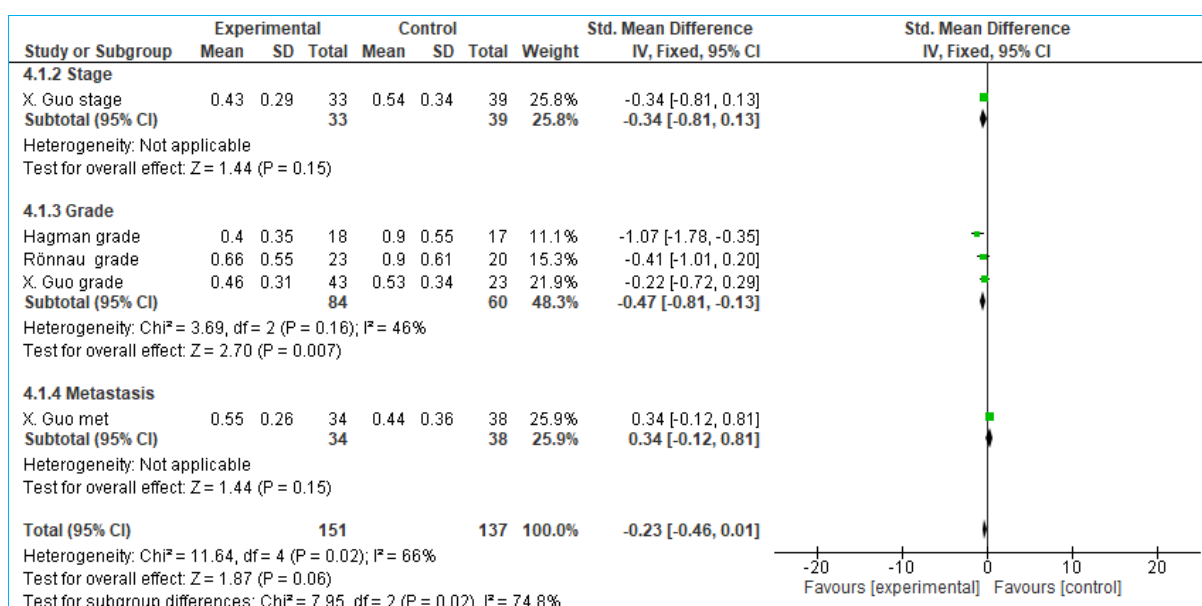 Experimental Control Std. Mean Difference Std. Mean Difference
Study or Subgroup Mean SD Total Mean SD Total Weight IV, Fixed, 95% CI IV, Fixed, 95% CI
4.1.2 Stage
X. Guo stage 0.43 0.29 33 0.54 0.34 39 25.8% -0.34 [-0.81, 0.13]
Subtotal (95% CI) 33 39 25.8% -0.34 [-0.81, 0.13]
Heterogeneity: Not applicable
Test for overall effect: Z = 1.44 (P = 0.15)
4.1.3 Grade
Hagman grade 0.4 0.35 18 0.9 0.55 17 11.1% -1.07 [-1.78, -0.35]
Rönnau grade 0.66 0.55 23 0.9 0.61 20 15.3% -0.41 [-1.01, 0.20]
X. Guo grade 0.46 0.31 43 0.53 0.34 23 21.9% -0.22 [-0.72, 0.29]
Subtotal (95% CI) 84 60 48.3% -0.47 [-0.81, -0.13]
Heterogeneity: Chi² = 3.69, df = 2 (P = 0.16); I² = 46%
Test for overall effect: Z = 2.70 (P = 0.007)
4.1.4 Metastasis
X. Guo met 0.55 0.26 34 0.44 0.36 38 25.9% 0.34 [-0.12, 0.81]
Subtotal (95% CI) 34 38 25.9% 0.34 [-0.12, 0.81]
Heterogeneity: Not applicable
Test for overall effect: Z = 1.44 (P = 0.15)
Total (95% CI) 151 137 100.0% -0.23 [-0.46, 0.01]
Heterogeneity: Chi² = 11.64, df = 4 (P = 0.02); I² = 66%
Test for overall effect: Z = 1.87 (P = 0.06)
Test for subgroup differences: Chi² = 7.95, df = 2 (P = 0.02), I² = 74.8%
-20 -10 0 10 20
Favours [experimental] Favours [control]